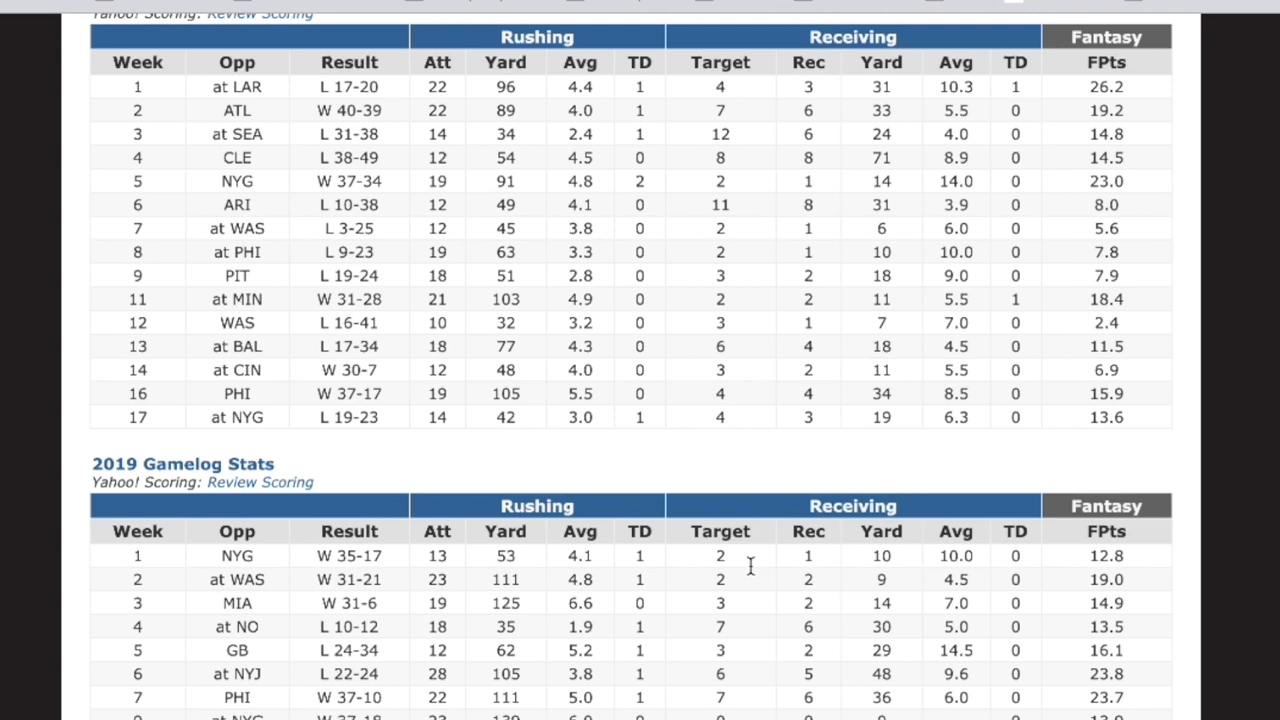 Yahoo! Scoring: Review Scoring
Rushing Receiving Fantasy
Week Opp Result Att Yard Avg TD Target Rec Yard Avg TD FPts
1 at LAR L 17-20 22 96 4.4 1 4 3 31 10.3 1 26.2
2 ATL W 40-39 22 89 4.0 1 7 6 33 5.5 0 19.2
3 at SEA L 31-38 14 34 2.4 1 12 6 24 4.0 0 14.8
4 CLE L 38-49 12 54 4.5 0 8 8 71 8.9 0 14.5
5 NYG W 37-34 19 91 4.8 2 2 1 14 14.0 0 23.0
6 ARI L 10-38 12 49 4.1 0 11 8 31 3.9 0 8.0
7 at WAS L 3-25 12 45 3.8 0 2 1 6 6.0 0 5.6
8 at PHI L 9-23 19 63 3.3 0 2 1 10 10.0 0 7.8
9 PIT L 19-24 18 51 2.8 0 3 2 18 9.0 0 7.9
11 at MIN W 31-28 21 103 4.9 0 2 2 11 5.5 1 18.4
12 WAS L 16-41 10 32 3.2 0 3 1 7 7.0 0 2.4
13 at BAL L 17-34 18 77 4.3 0 6 4 18 4.5 0 11.5
14 at CIN W 30-7 12 48 4.0 0 3 2 11 5.5 0 6.9
16 PHI W 37-17 19 105 5.5 0 4 4 34 8.5 0 15.9
17 at NYG L 19-23 14 42 3.0 1 4 3 19 6.3 0 13.6
2019 Gamelog Stats
Yahoo! Scoring: Review Scoring
Rushing Receiving Fantasy
Week Opp Result Att Yard Avg TD Target Rec Yard Avg TD FPts
1 NYG W 35-17 13 53 4.1 1 2 1 10 10.0 0 12.8
2 at WAS W 31-21 23 111 4.8 1 2 2 9 4.5 0 19.0
3 MIA W 31-6 19 125 6.6 0 3 2 14 7.0 0 14.9
4 at NO L 10-12 18 35 1.9 1 7 6 30 5.0 0 13.5
5 GB L 24-34 12 62 5.2 1 3 2 29 14.5 0 16.1
6 at NYJ L 22-24 28 105 3.8 1 6 5 48 9.6 0 23.8
7 PHI W 37-10 22 111 5.0 1 7 6 36 6.0 0 23.7